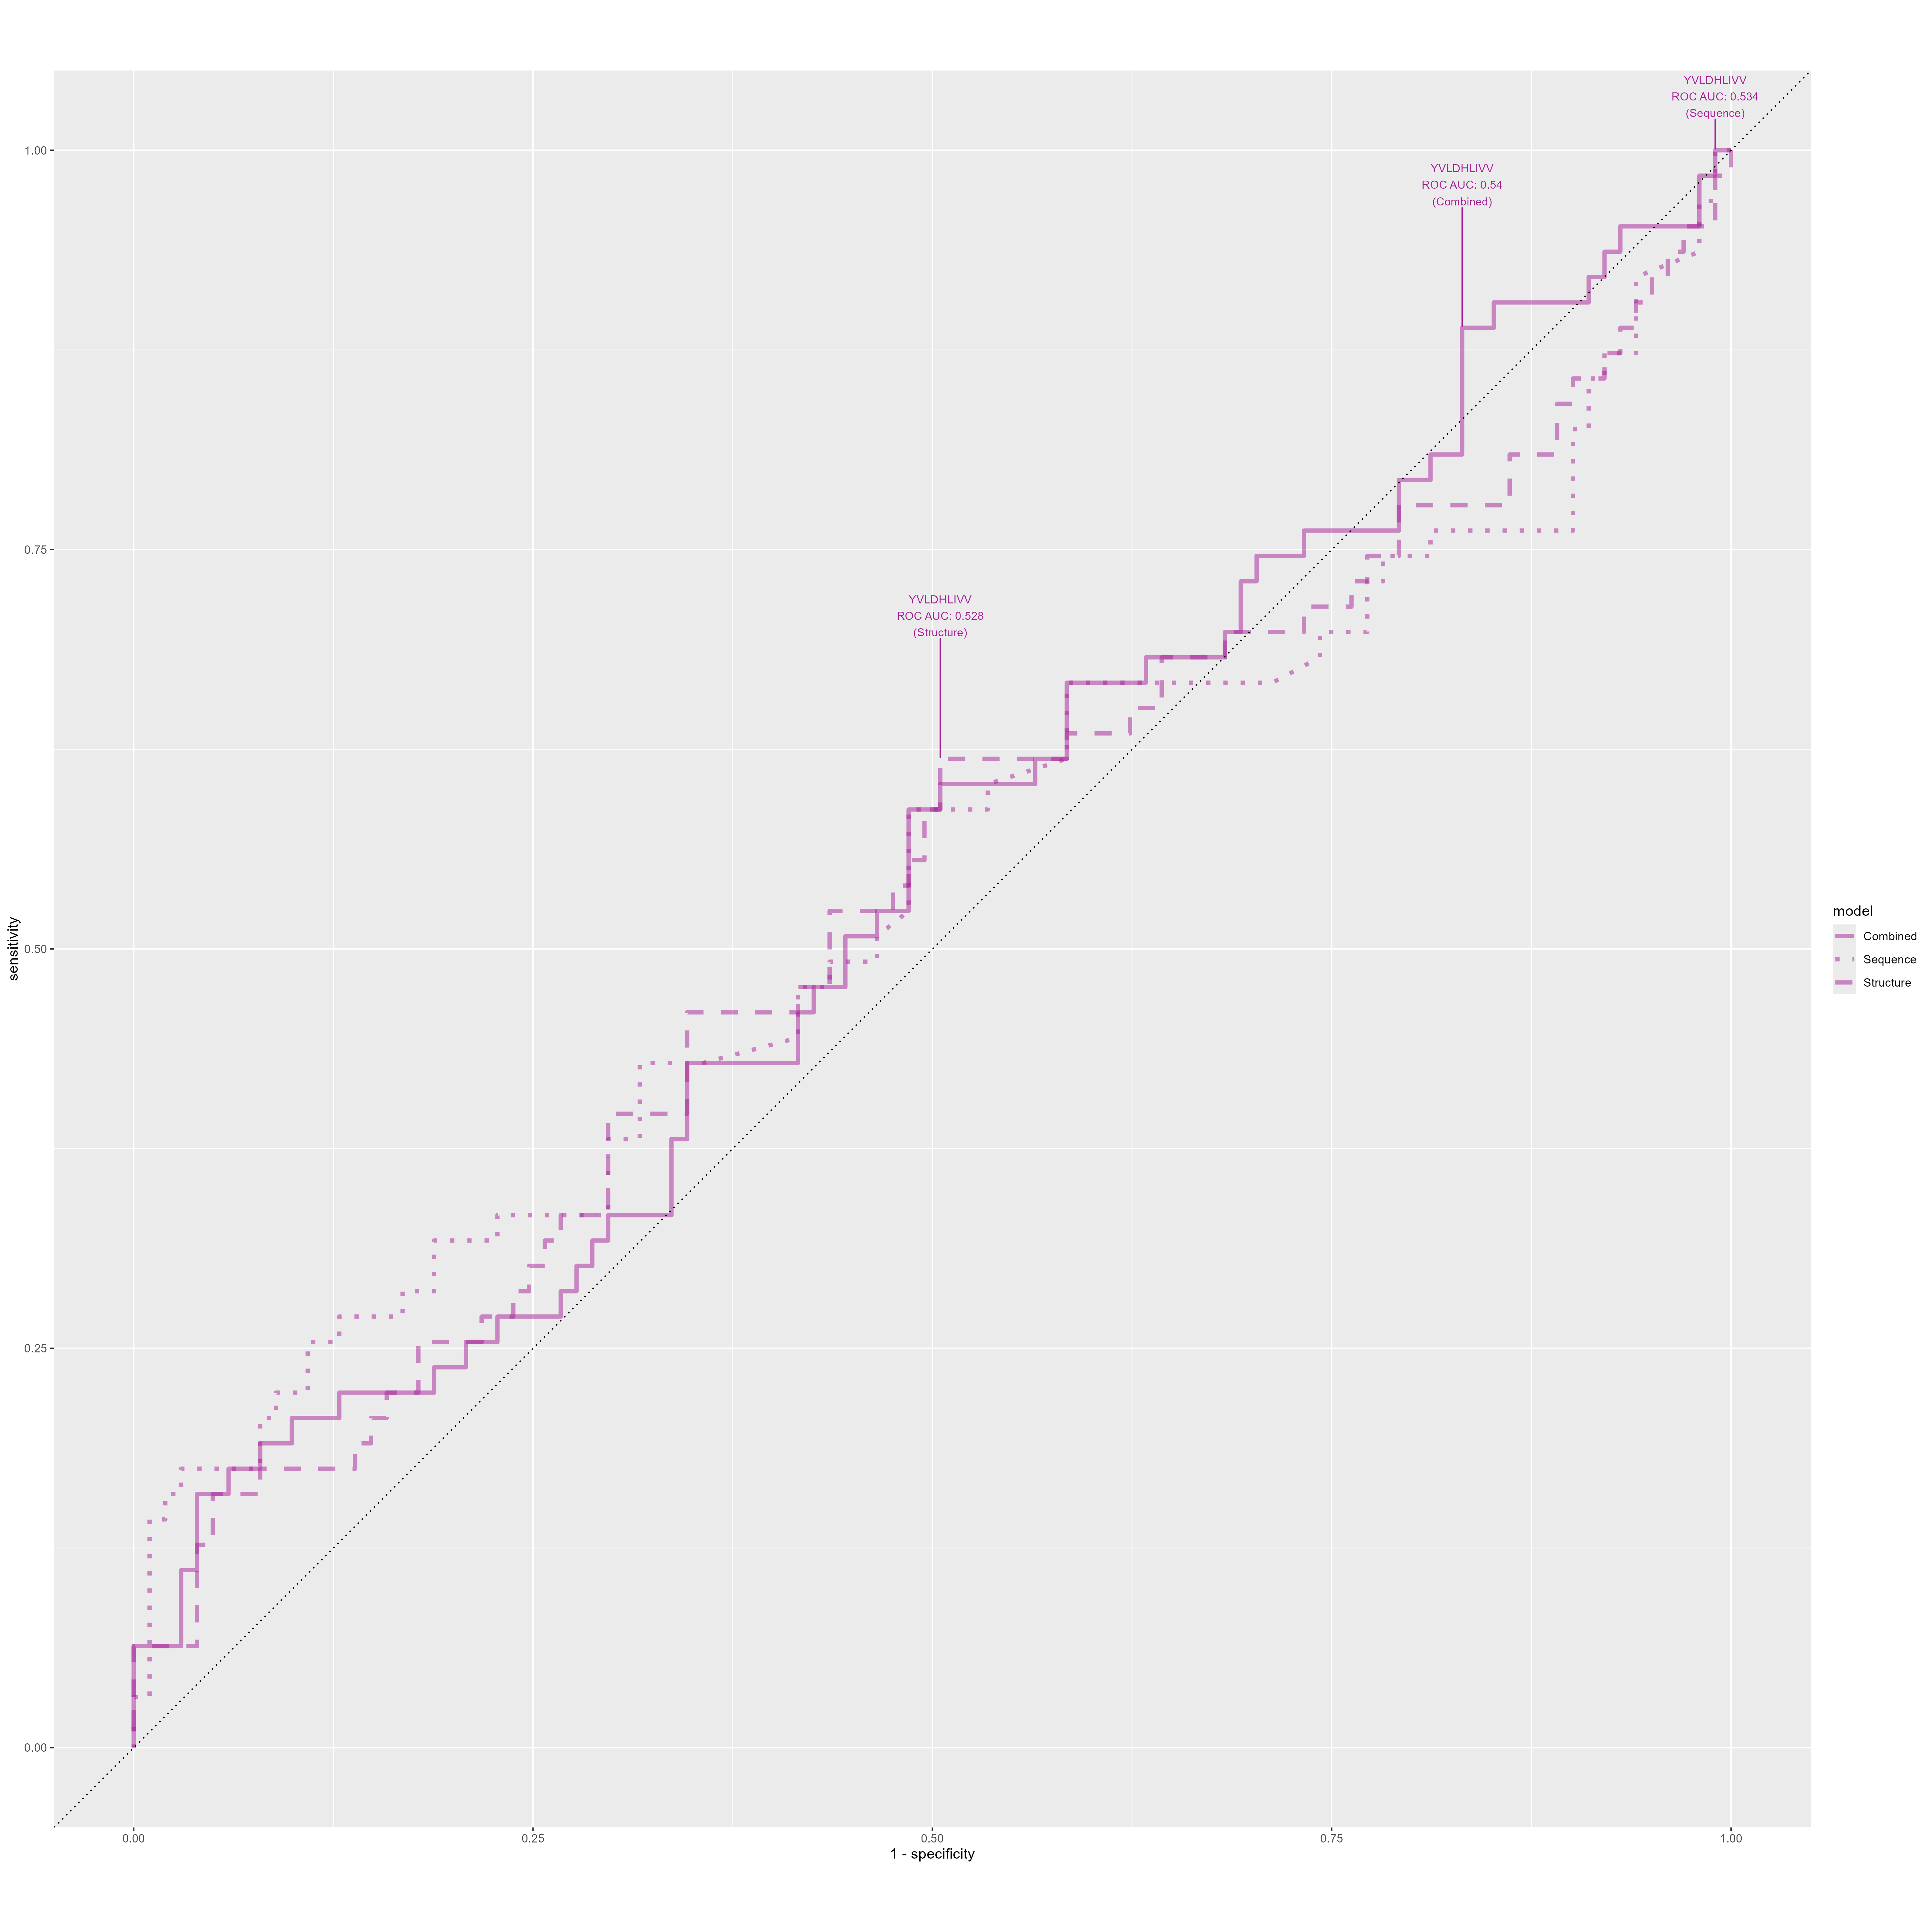 YVLDHLIVV
ROC AUC: 0.534
(Sequence)
YVLDHLIVV
ROC AUC: 0.54
(Combined)
YVLDHLIVV
ROC AUC: 0.528
(Structure)
1.00
0.75
0.50
0.25
0.00
sensitivity
0.00
0.25
0.50
0.75
1.00
1 - specificity
model
Combined
Sequence
Structure